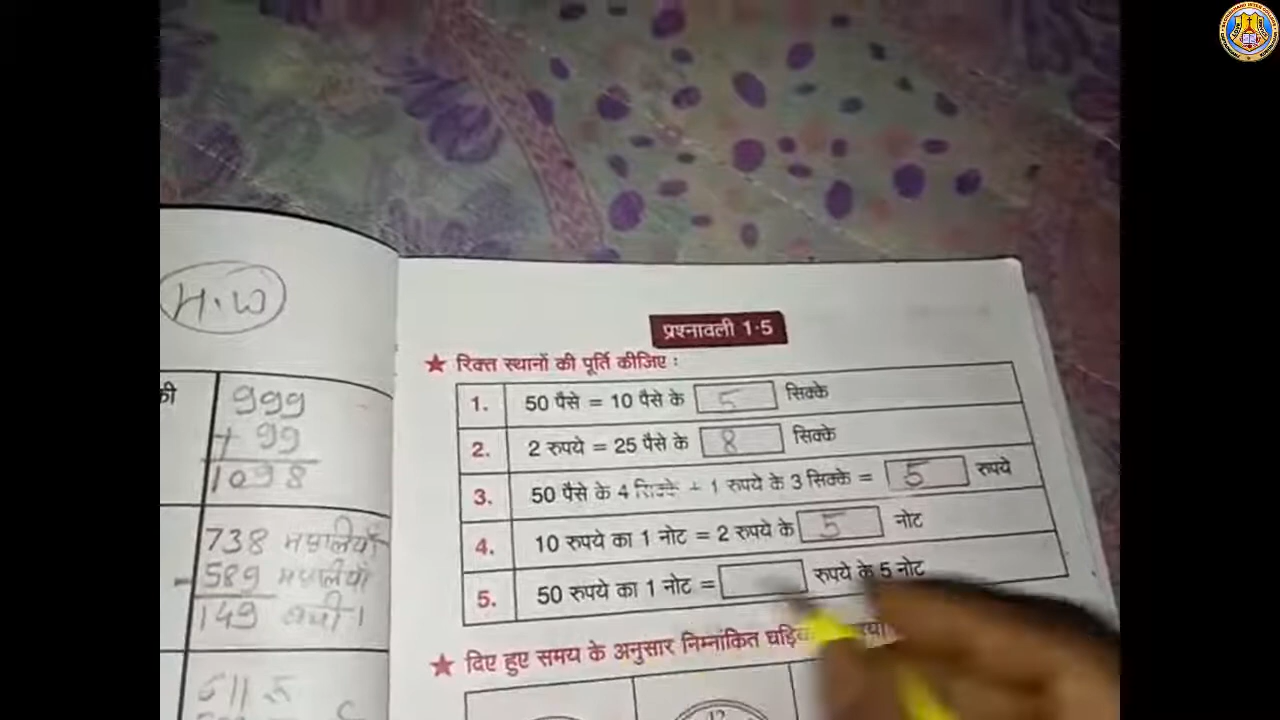 H.W
की
999
+ 99
1098
738 मछलियाँ
- 589 मछलियाँ
149 बची।
प्रश्नावली 1·5
★ रिक्त स्थानों की पूर्ति कीजिए :
1. 50 पैसे = 10 पैसे के 5 सिक्के
2. 2 रुपये = 25 पैसे के 8 सिक्के
3. 50 पैसे के 4 सिक्के + 1 रुपये के 3 सिक्के = 5 रुपये
4. 10 रुपये का 1 नोट = 2 रुपये के 5 नोट
5. 50 रुपये का 1 नोट = रुपये के 5 नोट
★ दिए हुए समय के अनुसार निम्नांकित
12